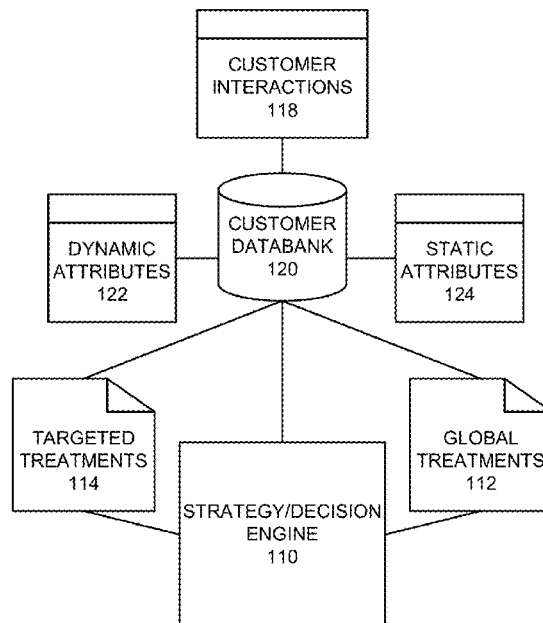 CUSTOMER
INTERACTIONS
118
CUSTOMER
DATABANK
120
DYNAMIC
ATTRIBUTES
122
STATIC
ATTRIBUTES
124
TARGETED
TREATMENTS
114
GLOBAL
TREATMENTS
112
STRATEGY/DECISION
ENGINE
110